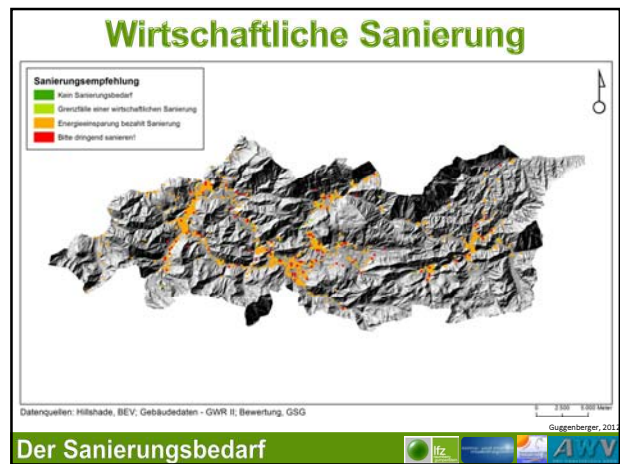 Wirtschaftliche Sanierung
Sanierungsempfehlung
Kein Sanierungsbedarf
Grenzfälle einer wirtschaftlichen Sanierung
Energieeinsparung bezahlt Sanierung
Bitte dringend sanieren!
Datenquellen: Hillshade, BEV; Gebäudedaten - GWR II; Bewertung, GSG
0 2.500 5.000 Meter
Guggenberger, 2012
Der Sanierungsbedarf
lfz
AWV